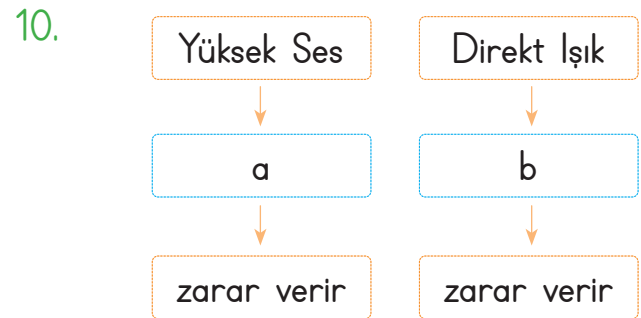 10.
Yüksek Ses
Direkt Işık
a
b
zarar verir
zarar verir